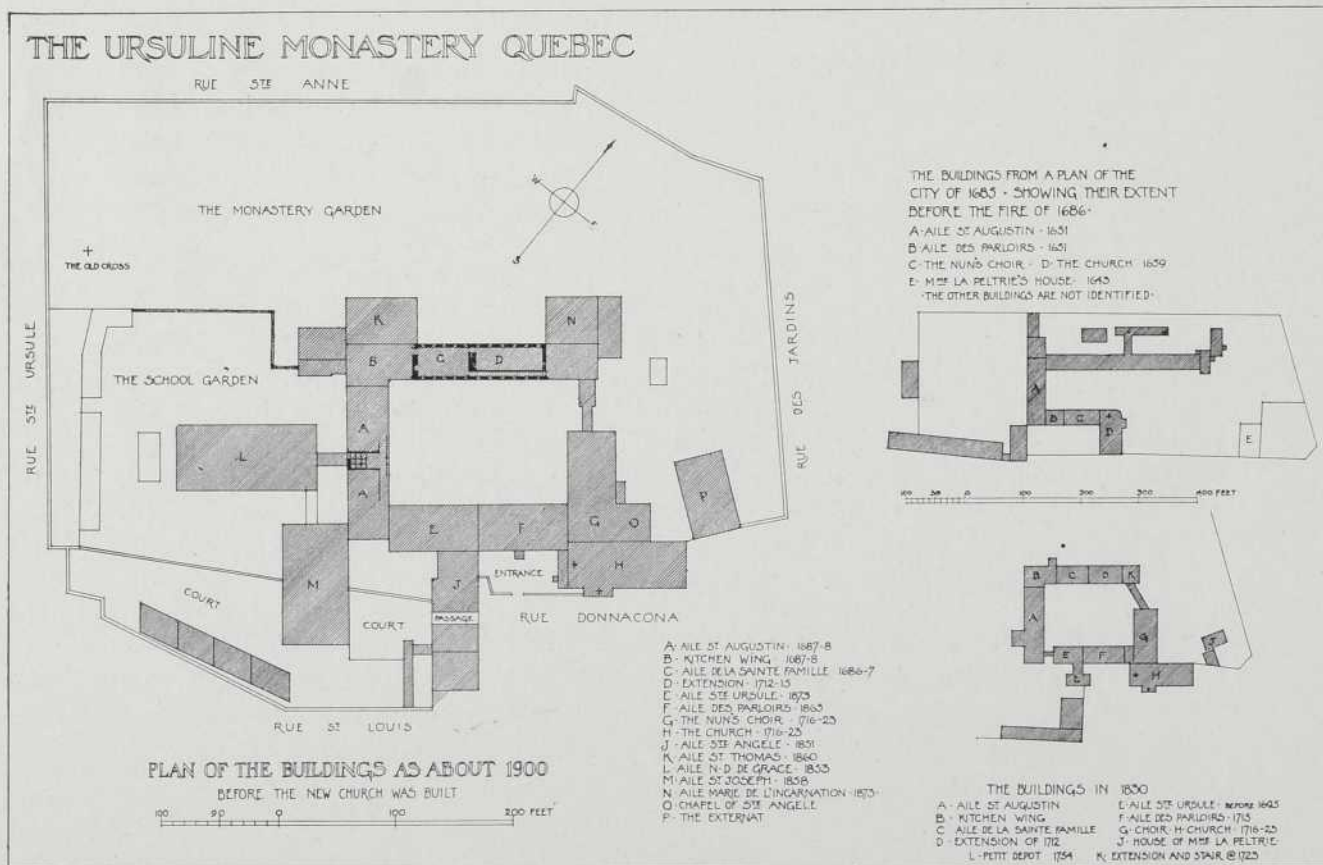 THE URSULINE MONASTERY QUEBEC
RUE STE ANNE
THE MONASTERY GARDEN
N
W
E
S
THE OLD CROSS
RUE STE URSULE
THE SCHOOL GARDEN
RUE DES JARDINS
K
N
B
C
D
A
L
A
E
F
G
O
P
M
J
H
ENTRANCE
COURT
COURT
PASSAGE
RUE DONNACONA
RUE ST LOUIS
PLAN OF THE BUILDINGS AS ABOUT 1900
BEFORE THE NEW CHURCH WAS BUILT
100 90 0 100 200 FEET
A · AILE ST AUGUSTIN · 1687-8
B · KITCHEN WING · 1687-8
C · AILE DE LA SAINTE FAMILLE · 1686-7
D · EXTENSION · 1712-15
E · AILE STE URSULE · 1873
F · AILE DES PARLOIRS · 1863
G · THE NUN'S CHOIR · 1716-23
H · THE CHURCH · 1716-23
J · AILE STE ANGELE · 1851
K · AILE ST THOMAS · 1860
L · AILE N-D DE GRACE · 1853
M · AILE ST JOSEPH · 1858
N · AILE MARIE DE L'INCARNATION · 1873
O · CHAPEL OF STE ANGELE
P · THE EXTERNAT
THE BUILDINGS FROM A PLAN OF THE
CITY OF 1685 · SHOWING THEIR EXTENT
BEFORE THE FIRE OF 1686 ·
A · AILE ST AUGUSTIN · 1651
B · AILE DES PARLOIRS · 1651
C · THE NUN'S CHOIR · D · THE CHURCH 1659
E · MME LA PELTRIE'S HOUSE · 1643
· THE OTHER BUILDINGS ARE NOT IDENTIFIED ·
A
B
C
D
E
100 50 0 100 200 300 400 FEET
B
C
D
K
A
G
J
E
F
H
L
THE BUILDINGS IN 1830
A · AILE ST AUGUSTIN
B · KITCHEN WING
C AILE DE LA SAINTE FAMILLE
D · EXTENSION OF 1712
E · AILE STE URSULE · BEFORE 1695
F · AILE DES PARLOIRS · 1713
G · CHOIR · H · CHURCH · 1716-23
J · HOUSE OF MME LA PELTRIE ·
L · PETIT DEPOT 1754 K · EXTENSION AND STAIR @ 1723